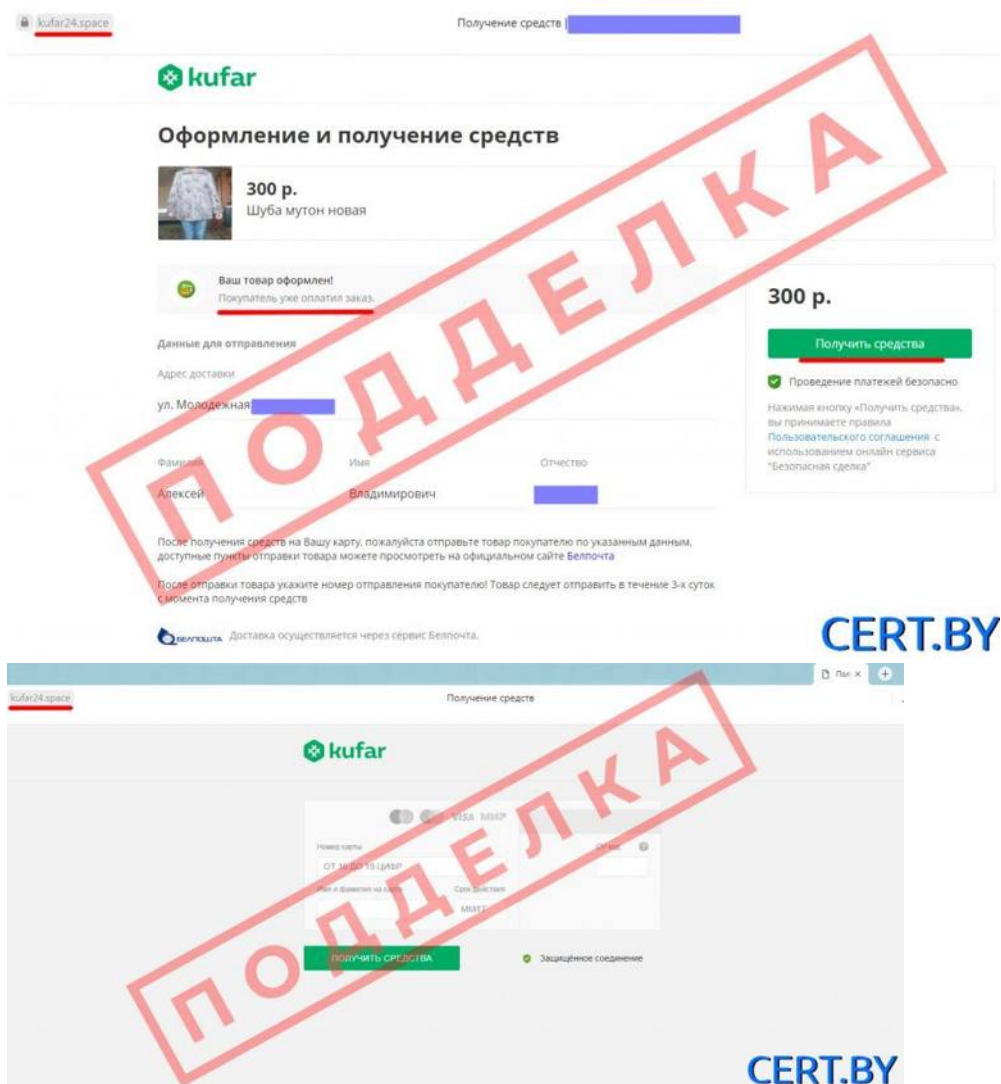 kufar24.space
Получение средств |
kufar
Оформление и получение средств
300 р.
Шуба мутон новая
Ваш товар оформлен!
Покупатель уже оплатил заказ.
300 р.
Получить средства
Данные для отправления
Адрес доставки
ул. Молодежная
Проведение платежей безопасно
Нажимая кнопку «Получить средства»,
вы принимаете правила
Пользовательского соглашения с
использованием онлайн сервиса
"Безопасная сделка"
Фамилия Имя Отчество
Алексей Владимирович
После получения средств на Вашу карту, пожалуйста отправьте товар покупателю по указанным данным,
доступные пункты отправки товара можете просмотреть на официальном сайте Белпочта
После отправки товара укажите номер отправления покупателю! Товар следует отправить в течение 3-х суток
с момента получения средств
БЕЛПОШТА Доставка осуществляется через сервис Белпочта.
ПОДДЕЛКА
CERT.BY
kufar24.space
Получение средств
kufar
VISA МИР
Номер карты
ОТ 16 ДО 19 ЦИФР
Имя и фамилия на карте Срок действия
ММ/ГГ
ПОЛУЧИТЬ СРЕДСТВА
Защищённое соединение
ПОДДЕЛКА
CERT.BY